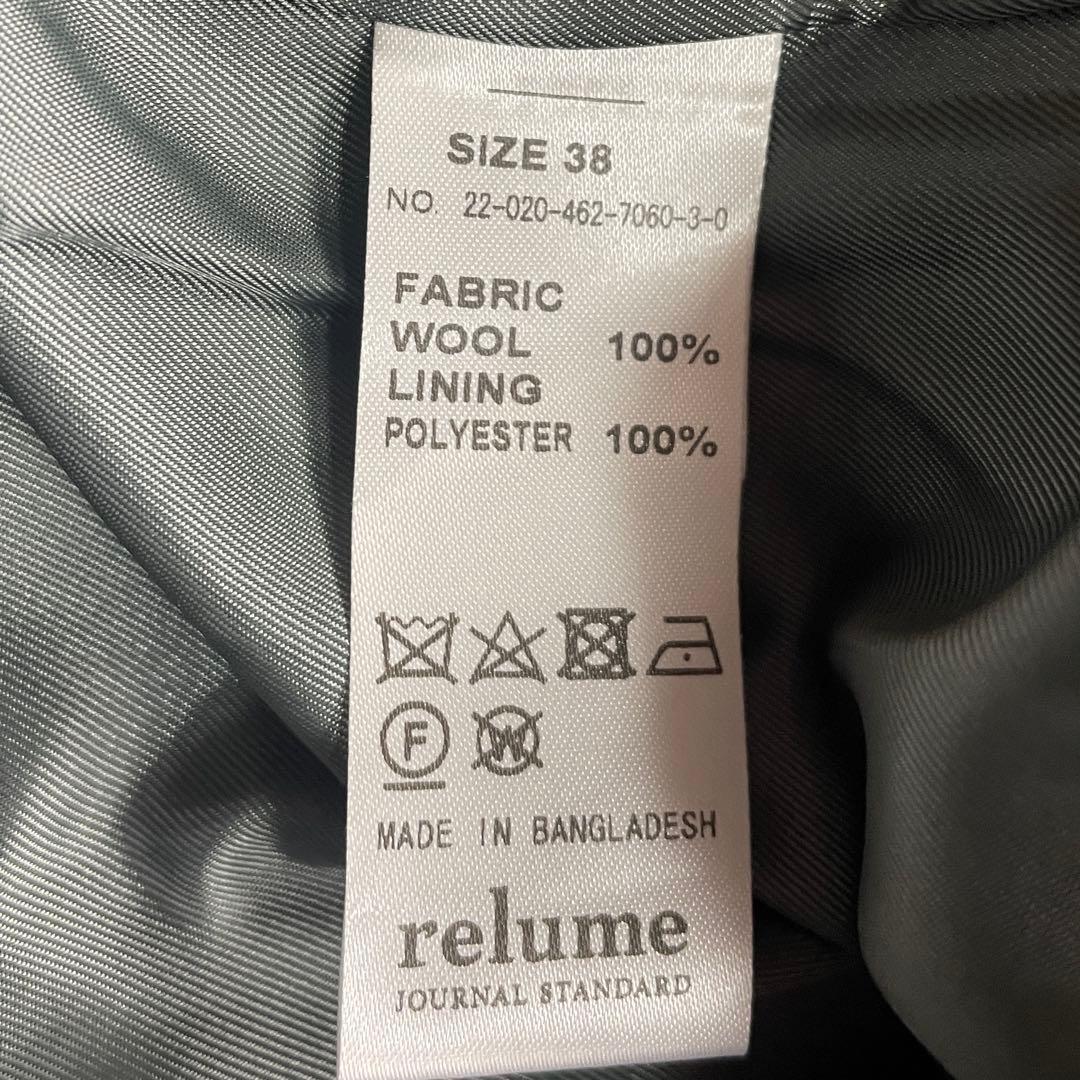 SIZE 38
NO. 22-020-462-7060-3-0
FABRIC
WOOL 100%
LINING
POLYESTER 100%
F W
MADE IN BANGLADESH
relume
JOURNAL STANDARD